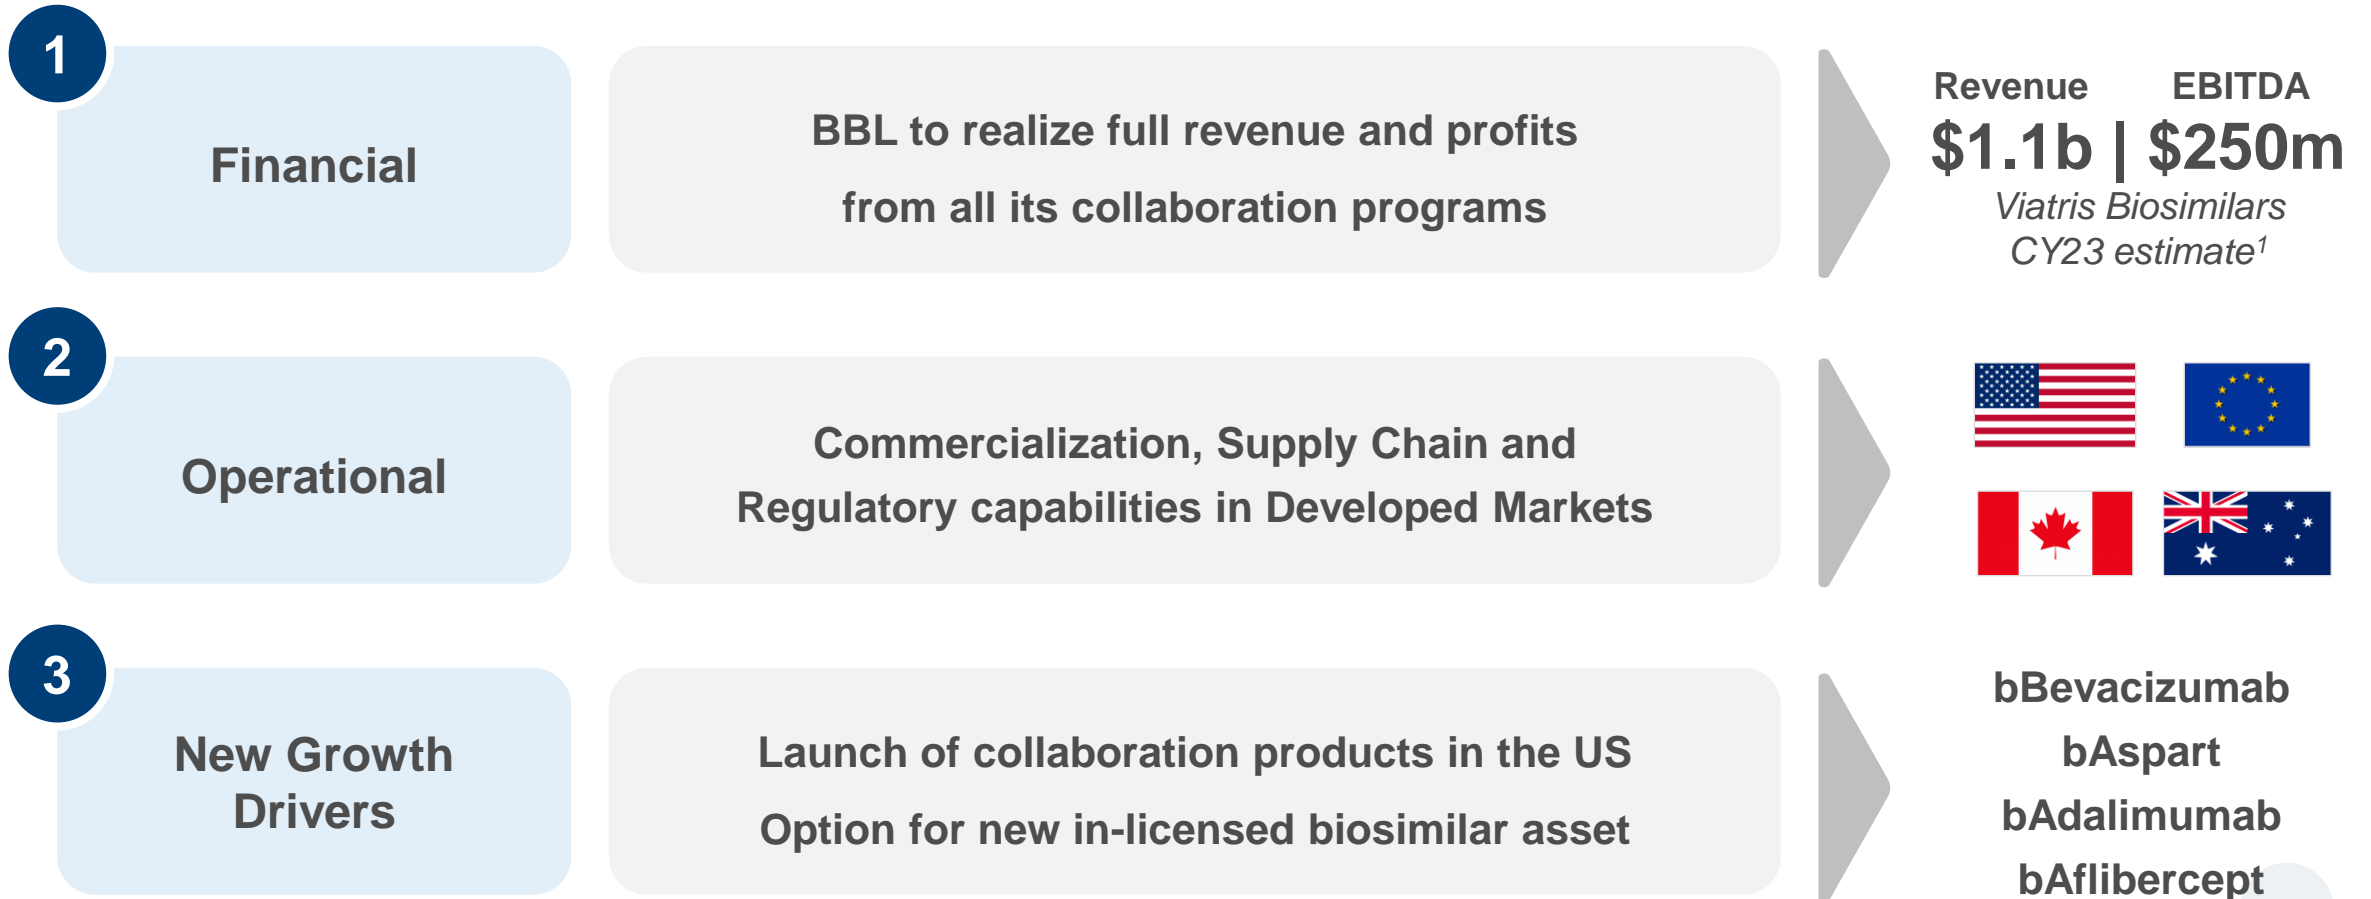 1
Financial
BBL to realize full revenue and profits
from all its collaboration programs
Revenue EBITDA
$1.1b | $250m
Viatris Biosimilars
CY23 estimate¹
2
Operational
Commercialization, Supply Chain and
Regulatory capabilities in Developed Markets
3
New Growth
Drivers
Launch of collaboration products in the US
Option for new in-licensed biosimilar asset
bBevacizumab
bAspart
bAdalimumab
bAflibercept